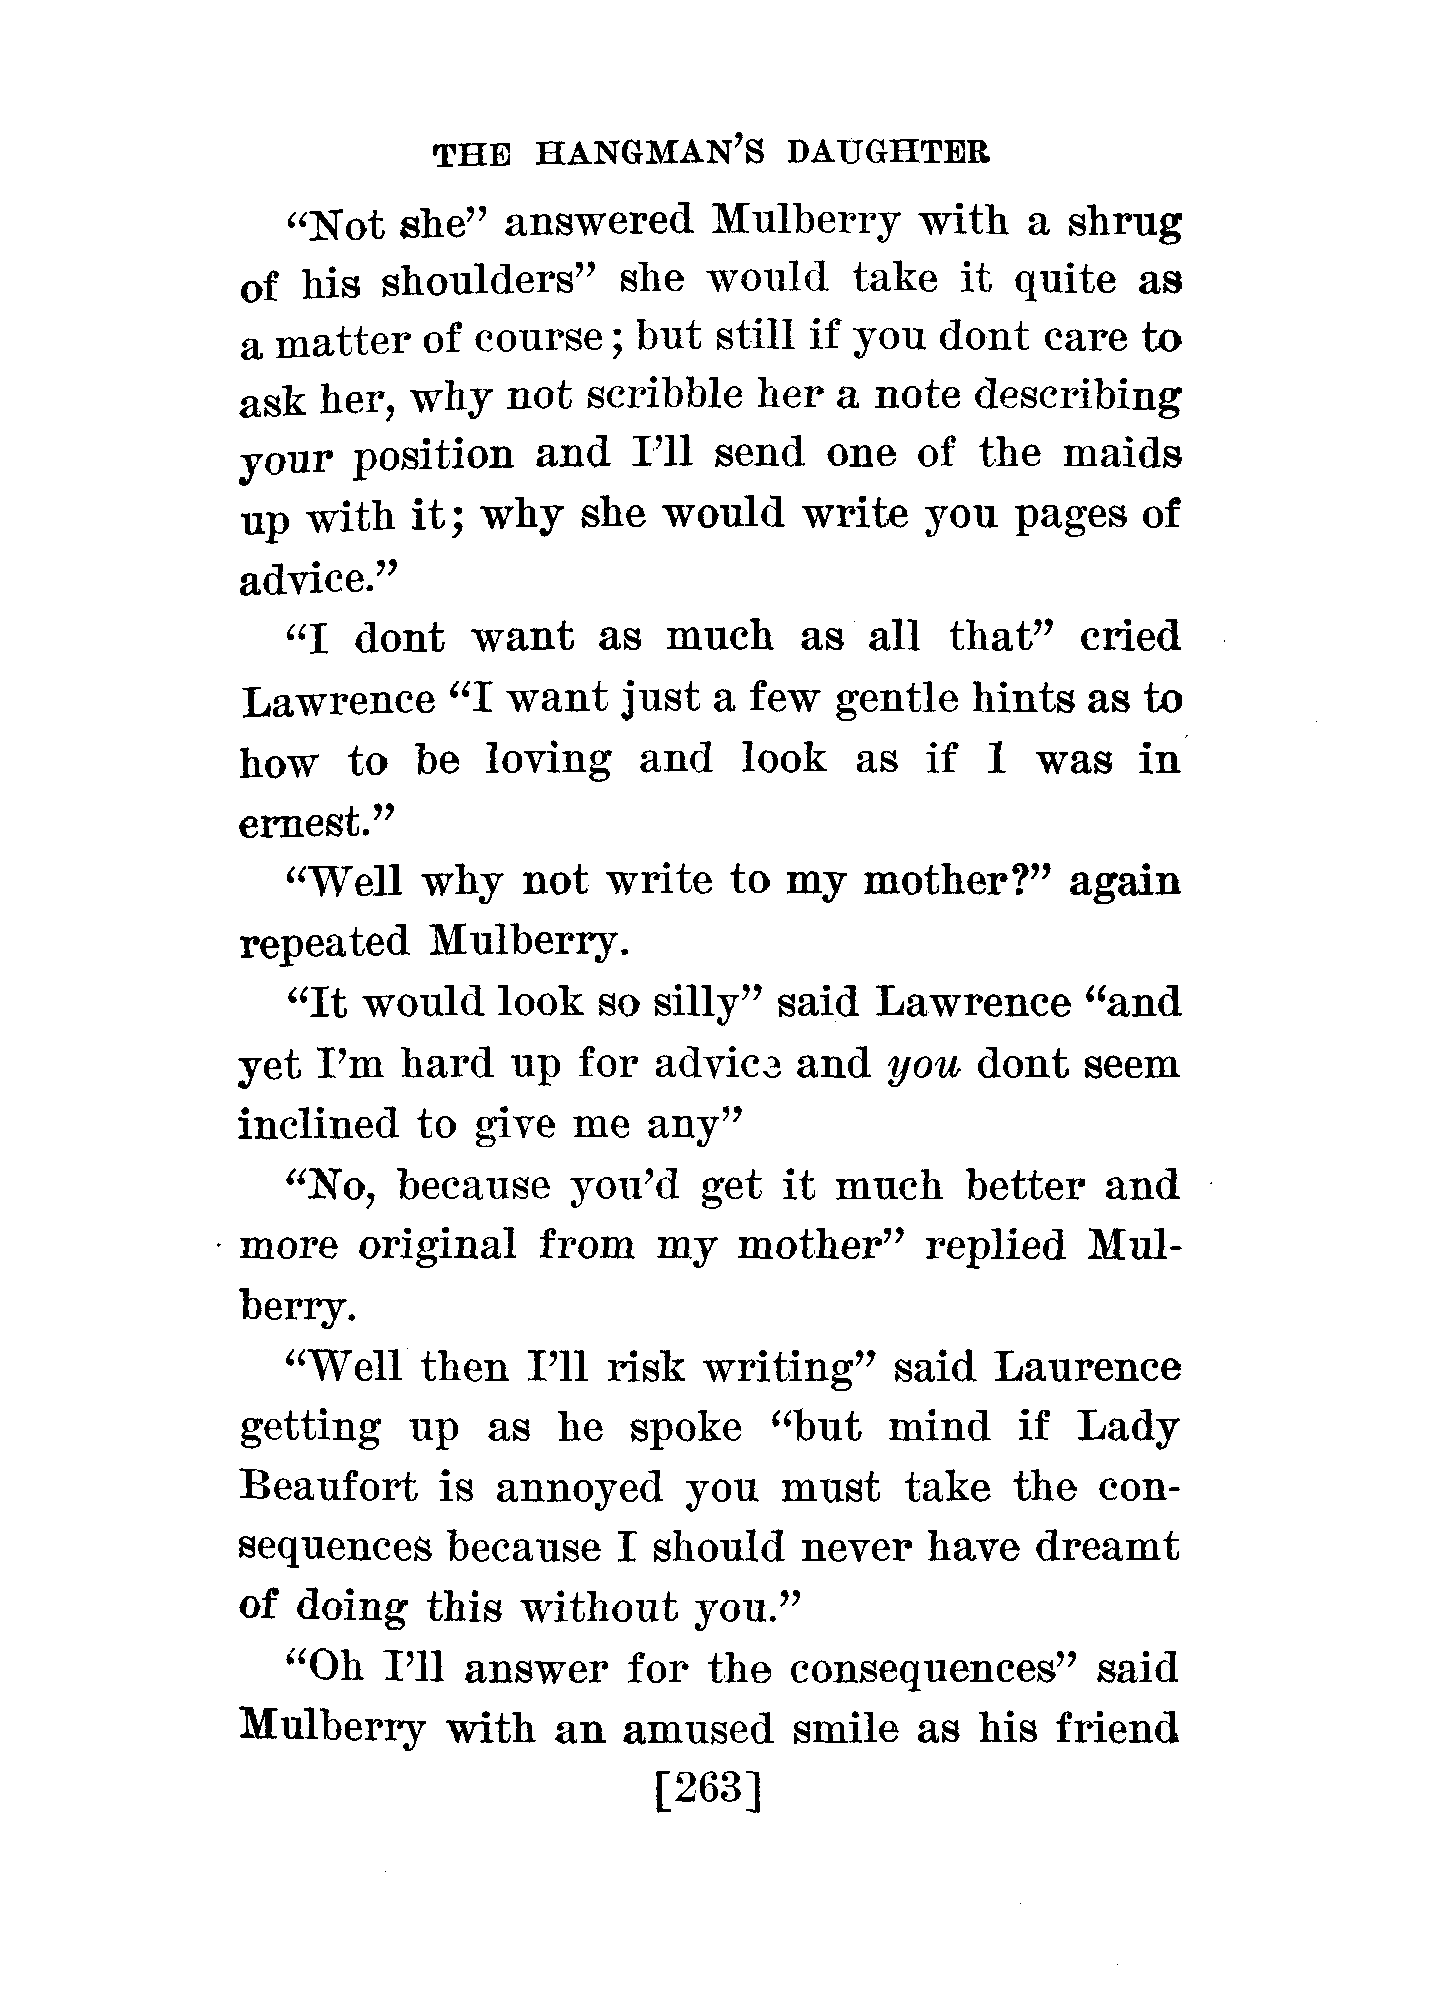 THE HANGMAN'S DAUGHTER
“Not she” answered Mulberry with a shrug
of his shoulders” she would take it quite as
a matter of course; but still if you dont care to
ask her, why not scribble her a note describing
your position and I'll send one of the maids
up with it; why she would write you pages of
advice.”
“I dont want as much as all that” cried
Lawrence “I want just a few gentle hints as to
how to be loving and look as if I was in
ernest.”
“Well why not write to my mother?” again
repeated Mulberry.
“It would look so silly” said Lawrence “and
yet I'm hard up for advice and you dont seem
inclined to give me any”
“No, because you'd get it much better and
more original from my mother” replied Mul-
berry.
“Well then I'll risk writing” said Laurence
getting up as he spoke “but mind if Lady
Beaufort is annoyed you must take the con-
sequences because I should never have dreamt
of doing this without you.”
“Oh I'll answer for the consequences” said
Mulberry with an amused smile as his friend
[263]